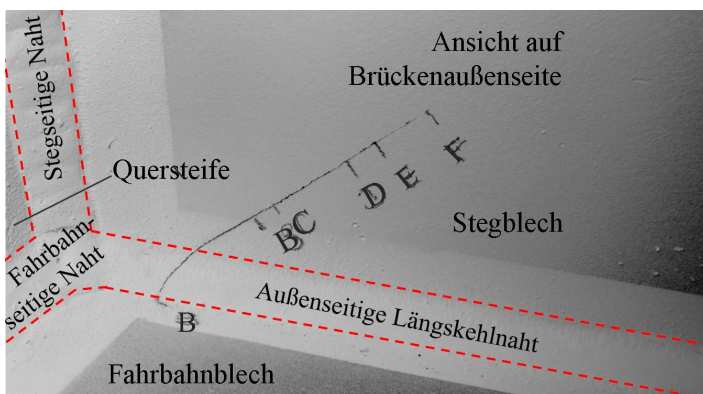 Ansicht auf
Brückenaußenseite
Stegseitige Naht
Quersteife
Fahrbahn-
seitige Naht
B
C
D
E
F
Stegblech
Außenseitige Längskehlnaht
B
Fahrbahnblech